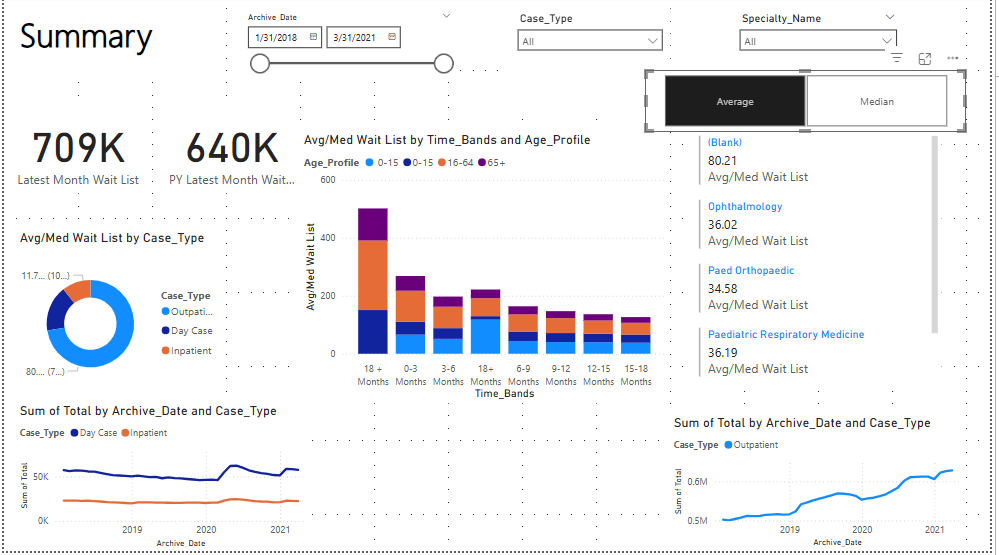 Summary
Archive_Date
1/31/2018
3/31/2021
Case_Type
All
Specialty_Name
All
Average
Median
709K
Latest Month Wait List
640K
PY Latest Month Wait...
Avg/Med Wait List by Time_Bands and Age_Profile
Age_Profile 0-15 0-15 16-64 65+
Avg/Med Wait List
600
400
200
0
18 + Months
0-3 Months
3-6 Months
18+ Months
6-9 Months
9-12 Months
12-15 Months
15-18 Months
Time_Bands
(Blank)
80.21
Avg/Med Wait List
Ophthalmology
36.02
Avg/Med Wait List
Paed Orthopaedic
34.58
Avg/Med Wait List
Paediatric Respiratory Medicine
36.19
Avg/Med Wait List
Avg/Med Wait List by Case_Type
11.7... (10...)
80.... (7...)
Case_Type
Outpati...
Day Case
Inpatient
Sum of Total by Archive_Date and Case_Type
Case_Type Day Case Inpatient
Sum of Total
50K
0K
2019 2020 2021
Archive_Date
Sum of Total by Archive_Date and Case_Type
Case_Type Outpatient
Sum of Total
0.6M
0.5M
2019 2020 2021
Archive_Date